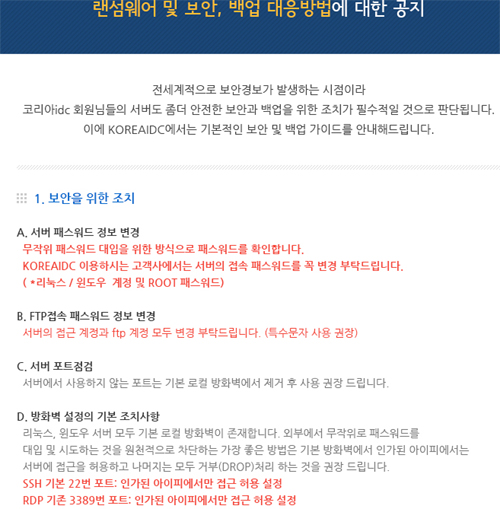 랜섬웨어 및 보안, 백업 대응방법에 대한 공지
전세계적으로 보안경보가 발생하는 시점이라
코리아idc 회원님들의 서버도 좀더 안전한 보안과 백업을 위한 조치가 필수적일 것으로 판단됩니다.
이에 KOREAIDC에서는 기본적인 보안 및 백업 가이드를 안내해드립니다.
1. 보안을 위한 조치
A. 서버 패스워드 정보 변경
무작위 패스워드 대입을 위한 방식으로 패스워드를 확인합니다.
KOREAIDC 이용하시는 고객사에서는 서버의 접속 패스워드를 꼭 변경 부탁드립니다.
( *리눅스 / 윈도우 계정 및 ROOT 패스워드)
B. FTP접속 패스워드 정보 변경
서버의 접근 계정과 ftp 계정 모두 변경 부탁드립니다. (특수문자 사용 권장)
C. 서버 포트점검
서버에서 사용하지 않는 포트는 기본 로컬 방화벽에서 제거 후 사용 권장 드립니다.
D. 방화벽 설정의 기본 조치사항
리눅스, 윈도우 서버 모두 기본 로컬 방화벽이 존재합니다. 외부에서 무작위로 패스워드를
대입 및 시도하는 것을 원천적으로 차단하는 가장 좋은 방법은 기본 방화벽에서 인가된 아이피에서는
서버에 접근을 허용하고 나머지는 모두 거부(DROP)처리 하는 것을 권장 드립니다.
SSH 기본 22번 포트: 인가된 아이피에서만 접근 허용 설정
RDP 기존 3389번 포트: 인가된 아이피에서만 접근 허용 설정